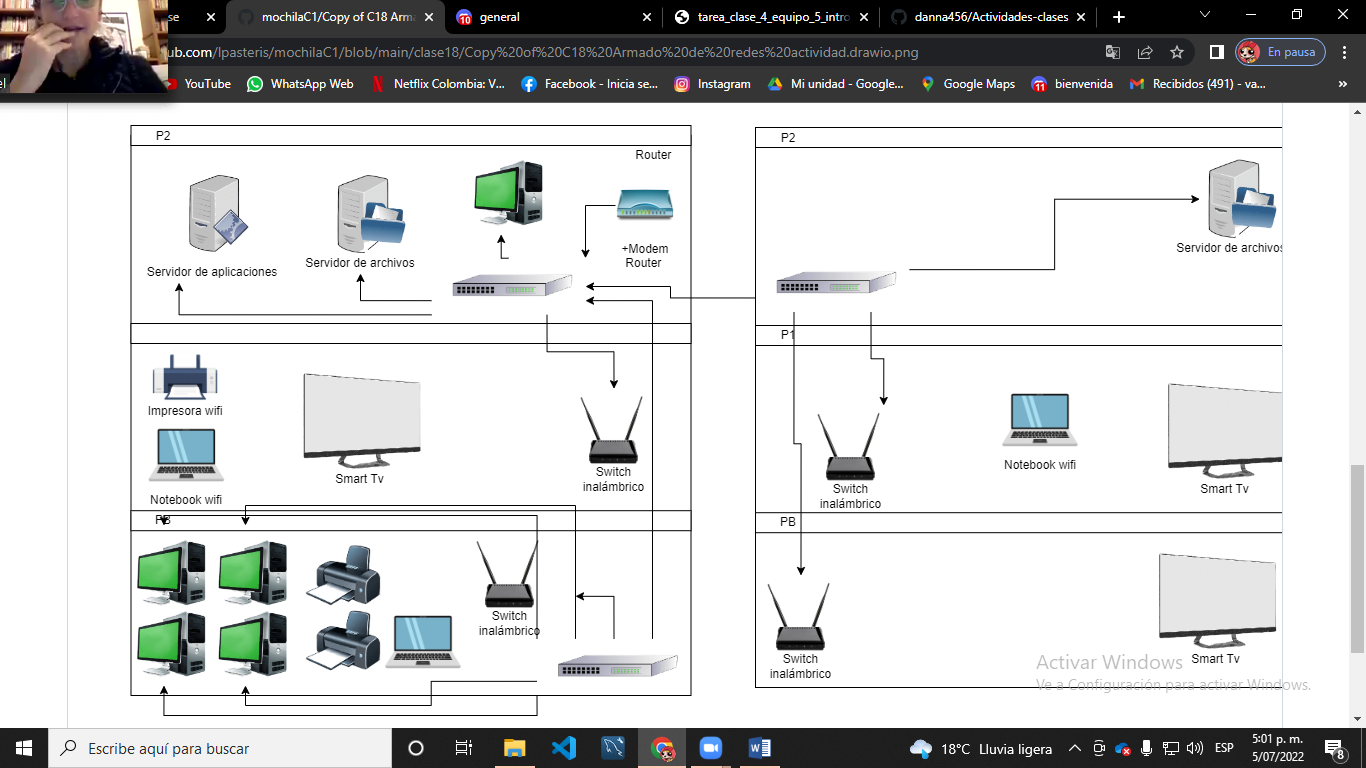 se
mochilaC1/Copy of C18 Arma
general
tarea_clase_4_equipo_5_intro
danna456/Actividades-clases
ub.com/lpasteris/mochilaC1/blob/main/clase18/Copy%20of%20C18%20Armado%20de%20redes%20actividad.drawio.png
En pausa
el
YouTube
WhatsApp Web
Netflix Colombia: V...
Facebook - Inicia se...
Instagram
Mi unidad - Google...
Google Maps
bienvenida
Recibidos (491) - va...
»
P2
Router
Servidor de aplicaciones
Servidor de archivos
+Modem
Router
Impresora wifi
Notebook wifi
Smart Tv
Switch
inalámbrico
PB
Switch
inalámbrico
P2
Servidor de archivos
P1
Switch
inalámbrico
Notebook wifi
Smart Tv
PB
Switch
inalámbrico
Smart Tv
Activar Windows
Ve a Configuración para activar Windows.
Escribe aquí para buscar
18°C Lluvia ligera
ESP
5:01 p. m.
5/07/2022
8